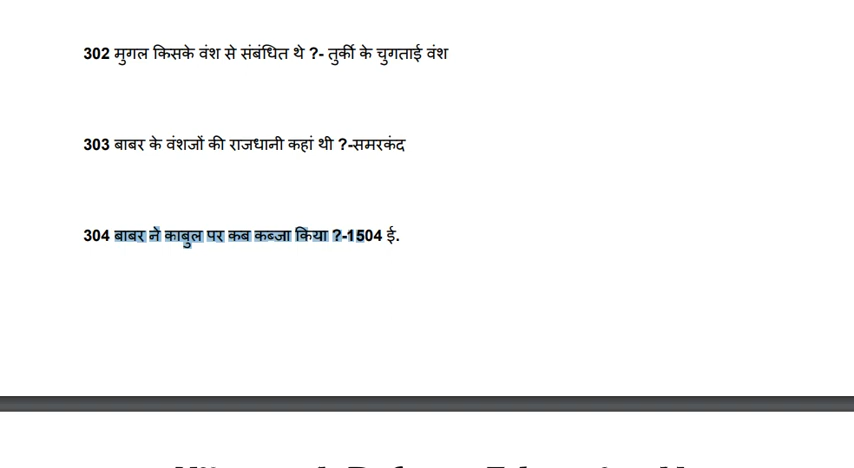 302 मुगल किसके वंश से संबंधित थे ?- तुर्की के चुगताई वंश
303 बाबर के वंशजों की राजधानी कहां थी ?-समरकंद
304 बाबर ने काबुल पर कब कब्जा किया ?-1504 ई.